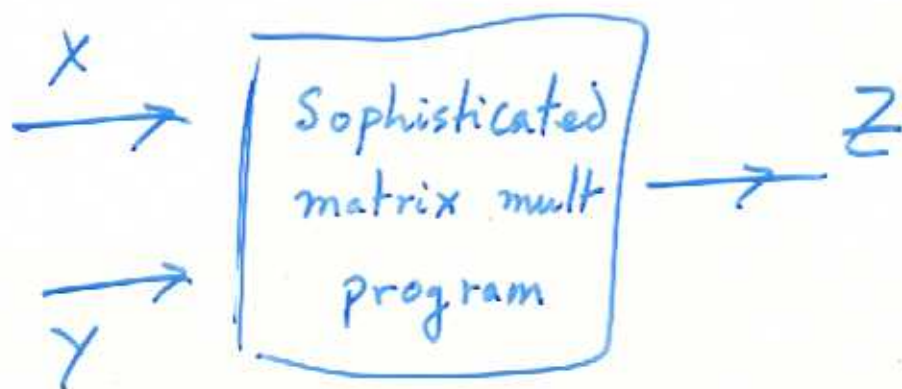 X
Sophisticated
matrix mult
program
Z
Y